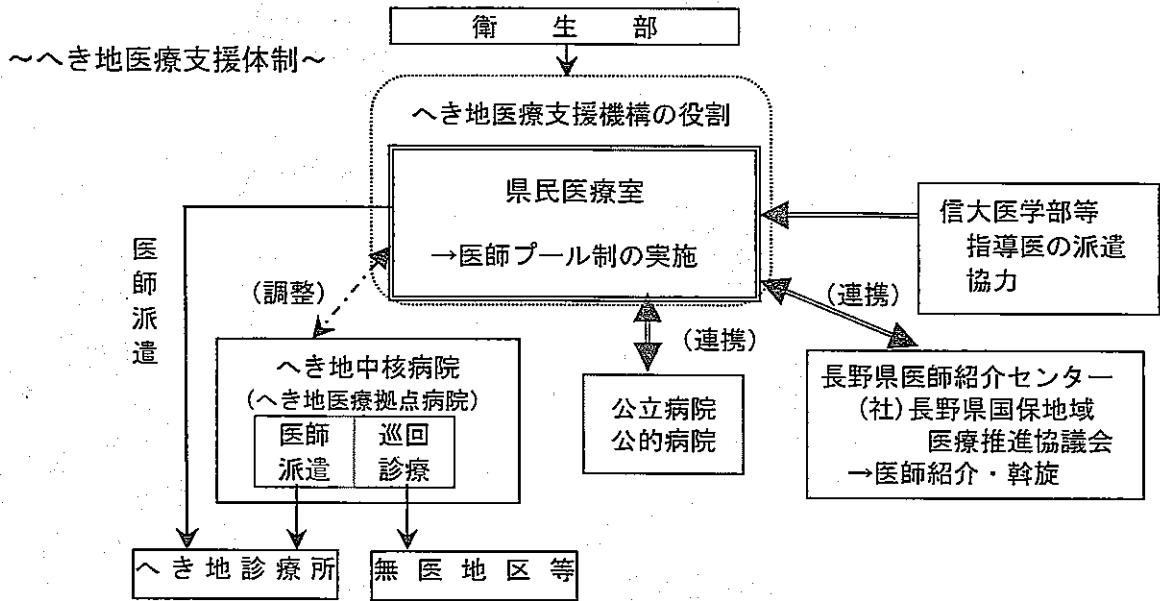 衛生部
～へき地医療支援体制～
へき地医療支援機構の役割
県民医療室
→医師プール制の実施
信大医学部等
指導医の派遣
協力
医師派遣
(調整)
(連携)
(連携)
へき地中核病院
(へき地医療拠点病院)
医師
派遣
巡回
診療
公立病院
公的病院
長野県医師紹介センター
(社)長野県国保地域
医療推進協議会
→医師紹介・斡旋
へき地診療所
無医地区等